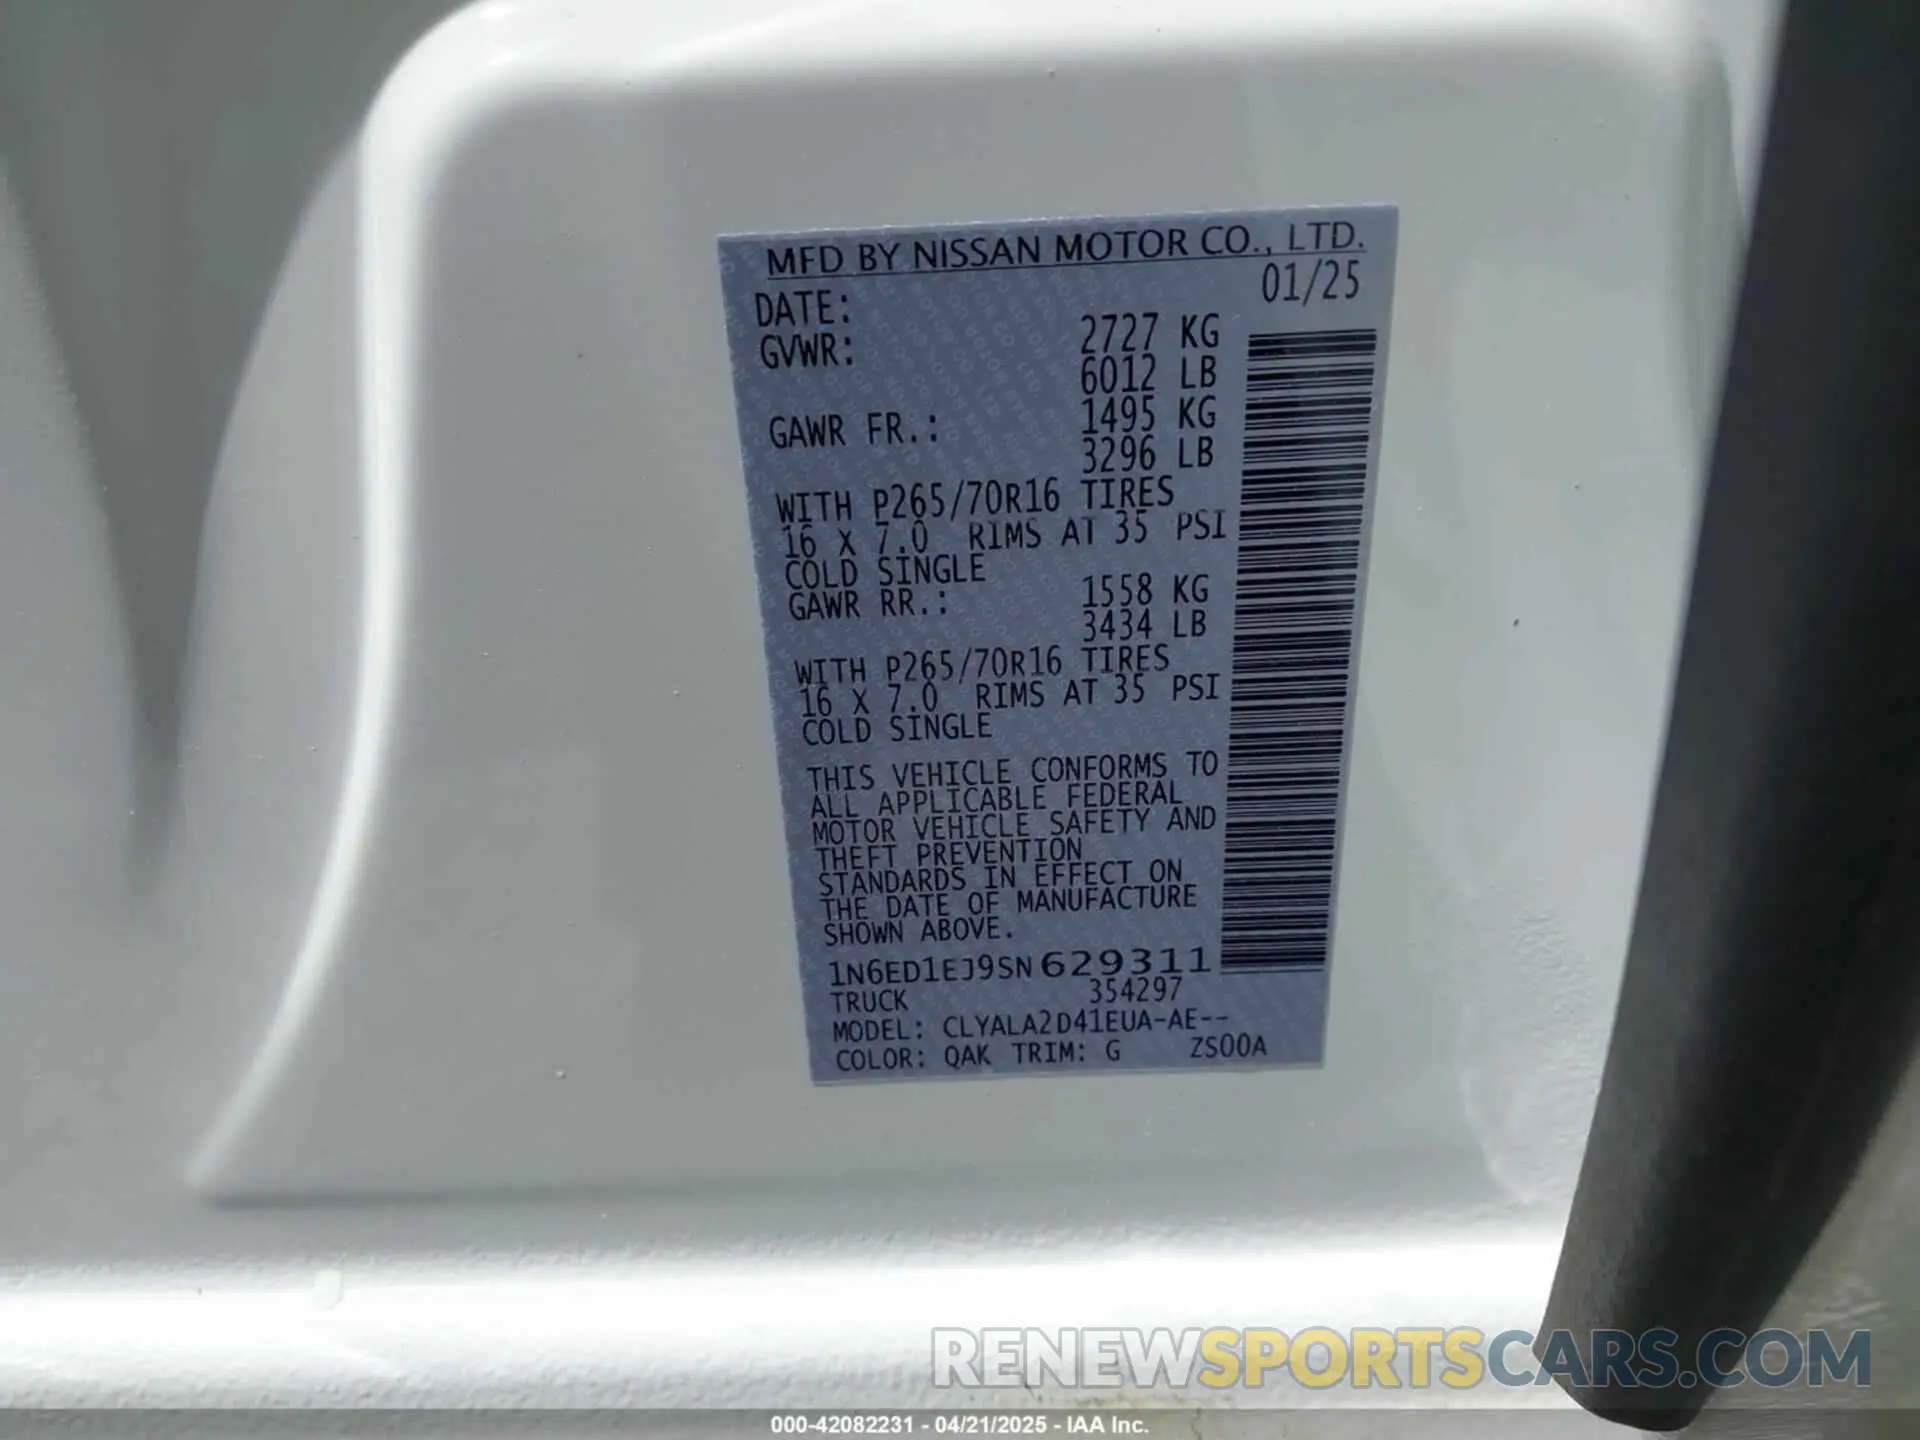 MFD BY NISSAN MOTOR CO., LTD.
DATE: 01/25
GVWR: 2727 KG
6012 LB
GAWR FR.: 1495 KG
3296 LB
WITH P265/70R16 TIRES
16 X 7.0 RIMS AT 35 PSI
COLD SINGLE
GAWR RR.: 1558 KG
3434 LB
WITH P265/70R16 TIRES
16 X 7.0 RIMS AT 35 PSI
COLD SINGLE
THIS VEHICLE CONFORMS TO
ALL APPLICABLE FEDERAL
MOTOR VEHICLE SAFETY AND
THEFT PREVENTION
STANDARDS IN EFFECT ON
THE DATE OF MANUFACTURE
SHOWN ABOVE.
1N6ED1EJ9SN629311
TRUCK 354297
MODEL: CLYALA2D41EUA-AE--
COLOR: QAK TRIM: G ZS00A
RENEWSPORTSCARS.COM
000-42082231 - 04/21/2025 - IAA Inc.